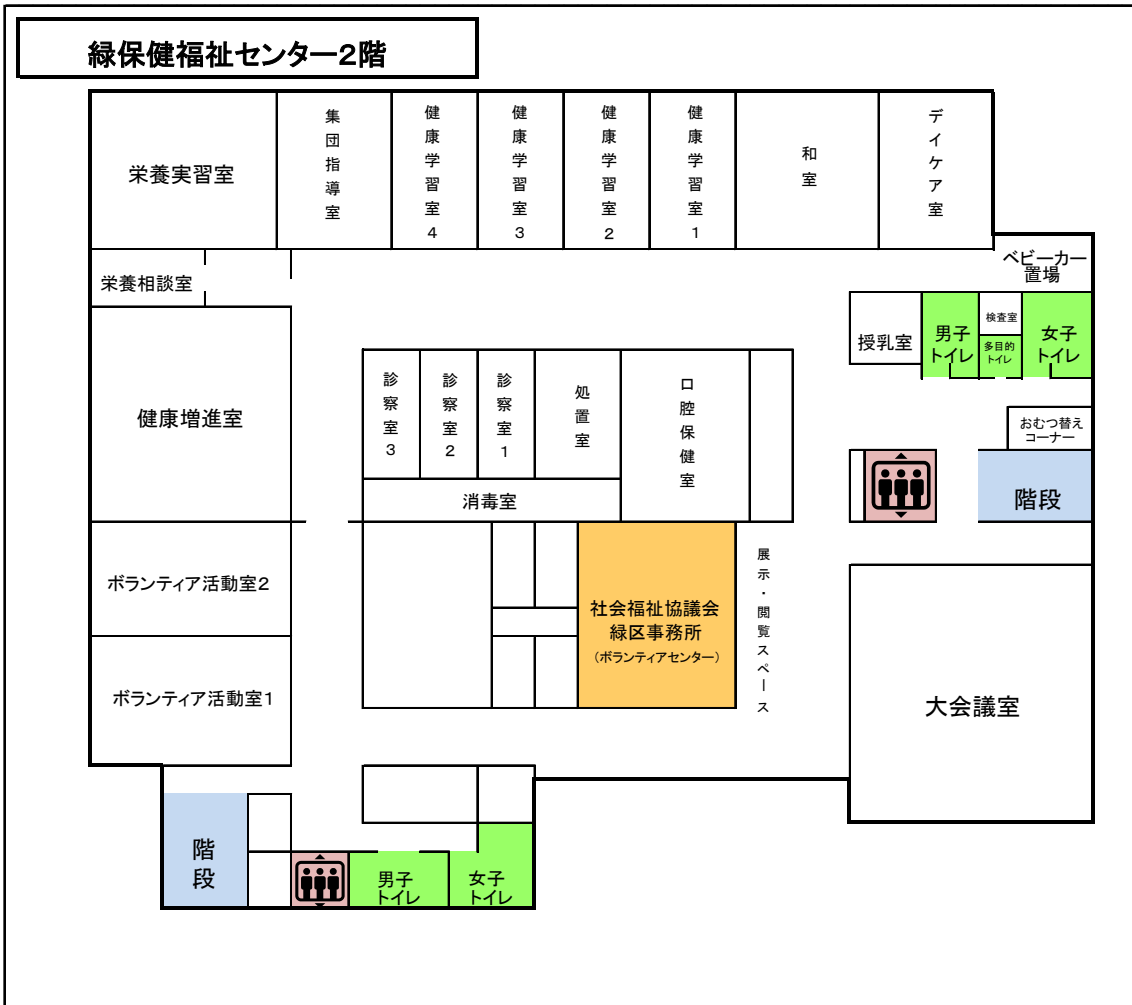 緑保健福祉センター2階
栄養実習室
集団指導室
健康学習室4
健康学習室3
健康学習室2
健康学習室1
和室
デイケア室
栄養相談室
ベビーカー
置場
授乳室
男子
トイレ
検査室
多目的
トイレ
女子
トイレ
健康増進室
診察室3
診察室2
診察室1
処置室
口腔保健室
おむつ替え
コーナー
消毒室
階段
ボランティア活動室2
社会福祉協議会
緑区事務所
(ボランティアセンター)
展示・閲覧スペース
ボランティア活動室1
大会議室
階段
男子
トイレ
女子
トイレ